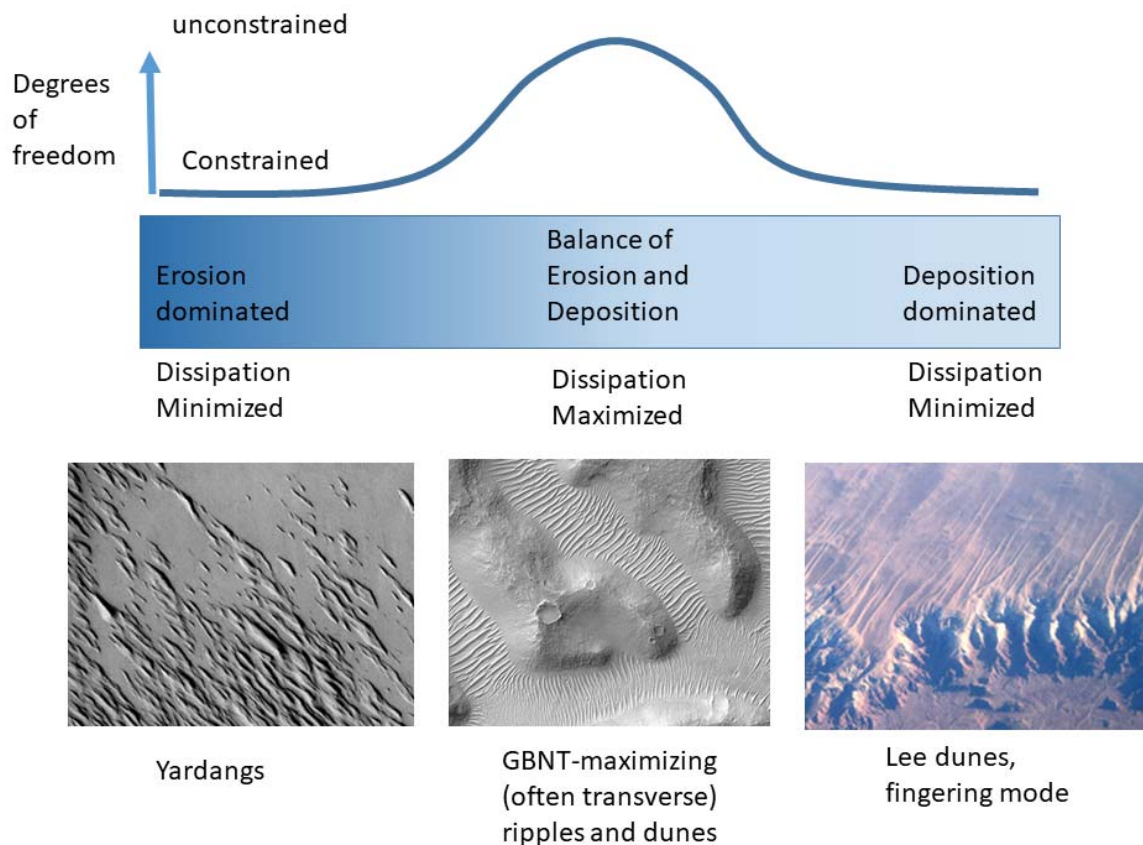 unconstrained
Degrees
of
freedom
Constrained
Erosion
dominated
Balance of
Erosion and
Deposition
Deposition
dominated
Dissipation
Minimized
Dissipation
Maximized
Dissipation
Minimized
Yardangs
GBNT-maximizing
(often transverse)
ripples and dunes
Lee dunes,
fingering mode